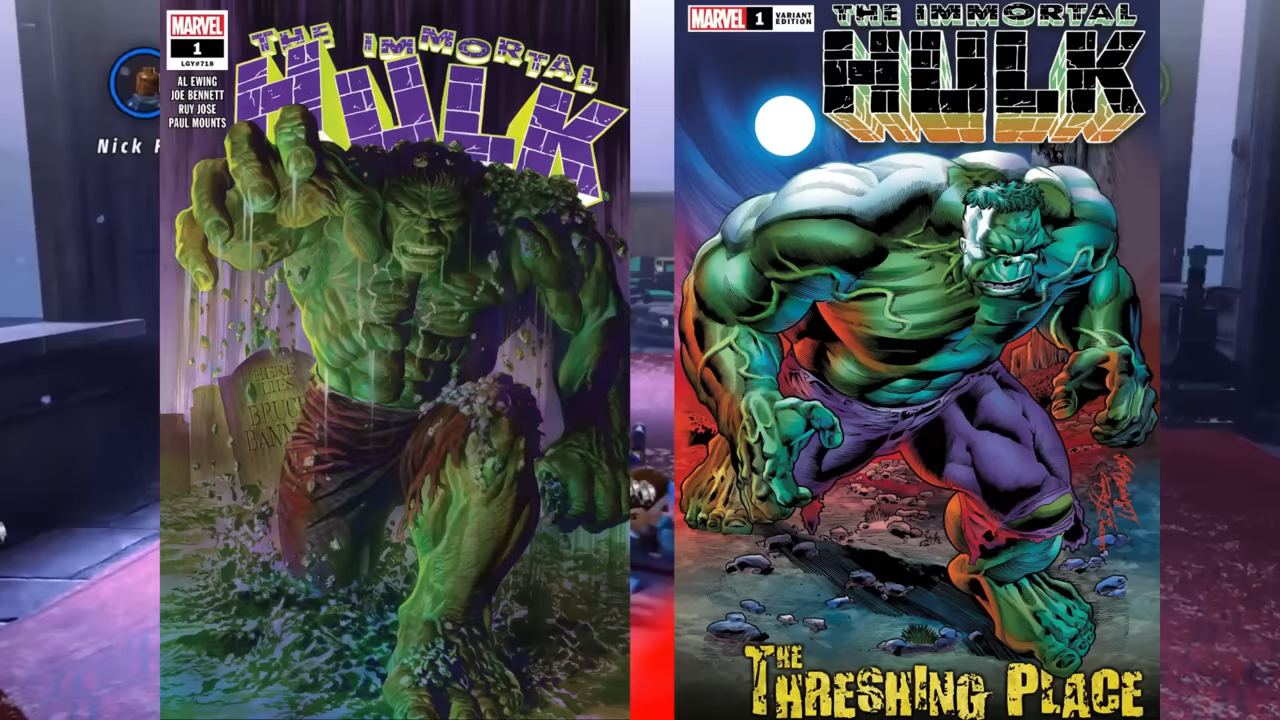 MARVEL
1
LGY#718
AL EWING
JOE BENNETT
RUY JOSE
PAUL MOUNTS
THE IMMORTAL
HULK
HERE
LIES
BRUCE
BANN
Nick F
MARVEL
1
VARIANT
EDITION
THE IMMORTAL
HULK
THE
THRESHING PLACE